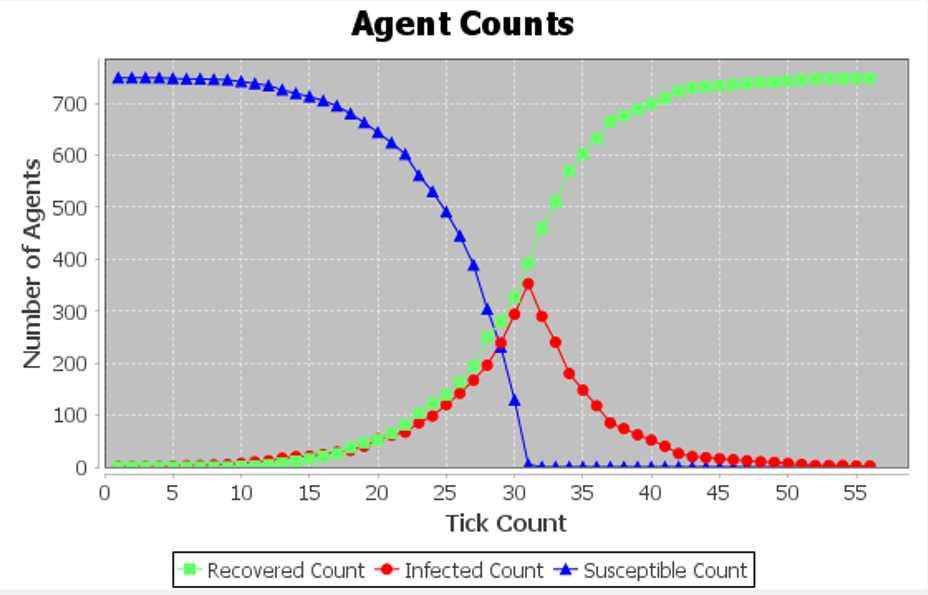 Agent Counts
Number of Agents
700
600
500
400
300
200
100
0
0 5 10 15 20 25 30 35 40 45 50 55
Tick Count
Recovered Count Infected Count Susceptible Count